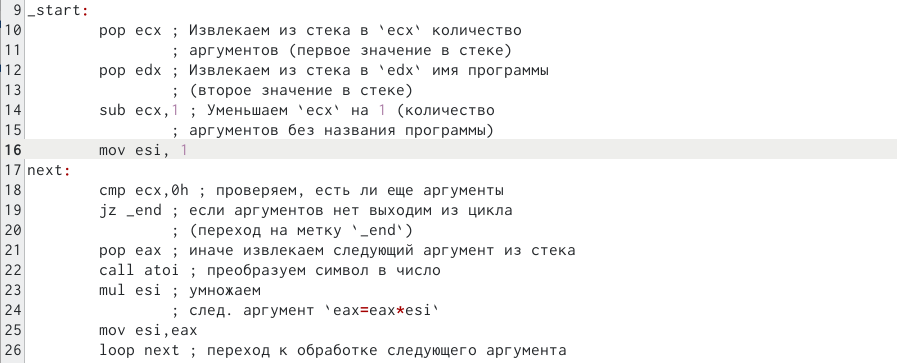 9 _start:
10 pop ecx ; Извлекаем из стека в `ecx` количество
11 ; аргументов (первое значение в стеке)
12 pop edx ; Извлекаем из стека в `edx` имя программы
13 ; (второе значение в стеке)
14 sub ecx,1 ; Уменьшаем `ecx` на 1 (количество
15 ; аргументов без названия программы)
16 mov esi, 1
17 next:
18 cmp ecx,0h ; проверяем, есть ли еще аргументы
19 jz _end ; если аргументов нет выходим из цикла
20 ; (переход на метку `_end`)
21 pop eax ; иначе извлекаем следующий аргумент из стека
22 call atoi ; преобразуем символ в число
23 mul esi ; умножаем
24 ; след. аргумент `eax=eax*esi`
25 mov esi,eax
26 loop next ; переход к обработке следующего аргумента